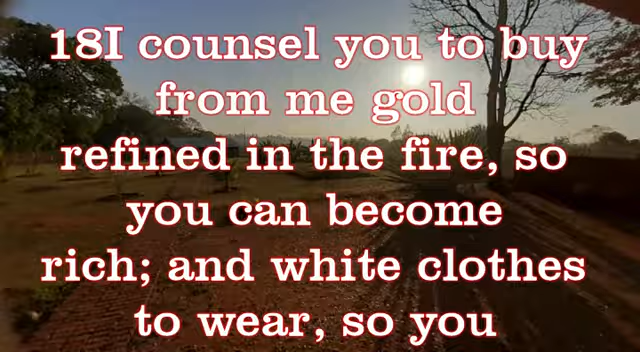 18I counsel you to buy
from me gold
refined in the fire, so
you can become
rich; and white clothes
to wear, so you